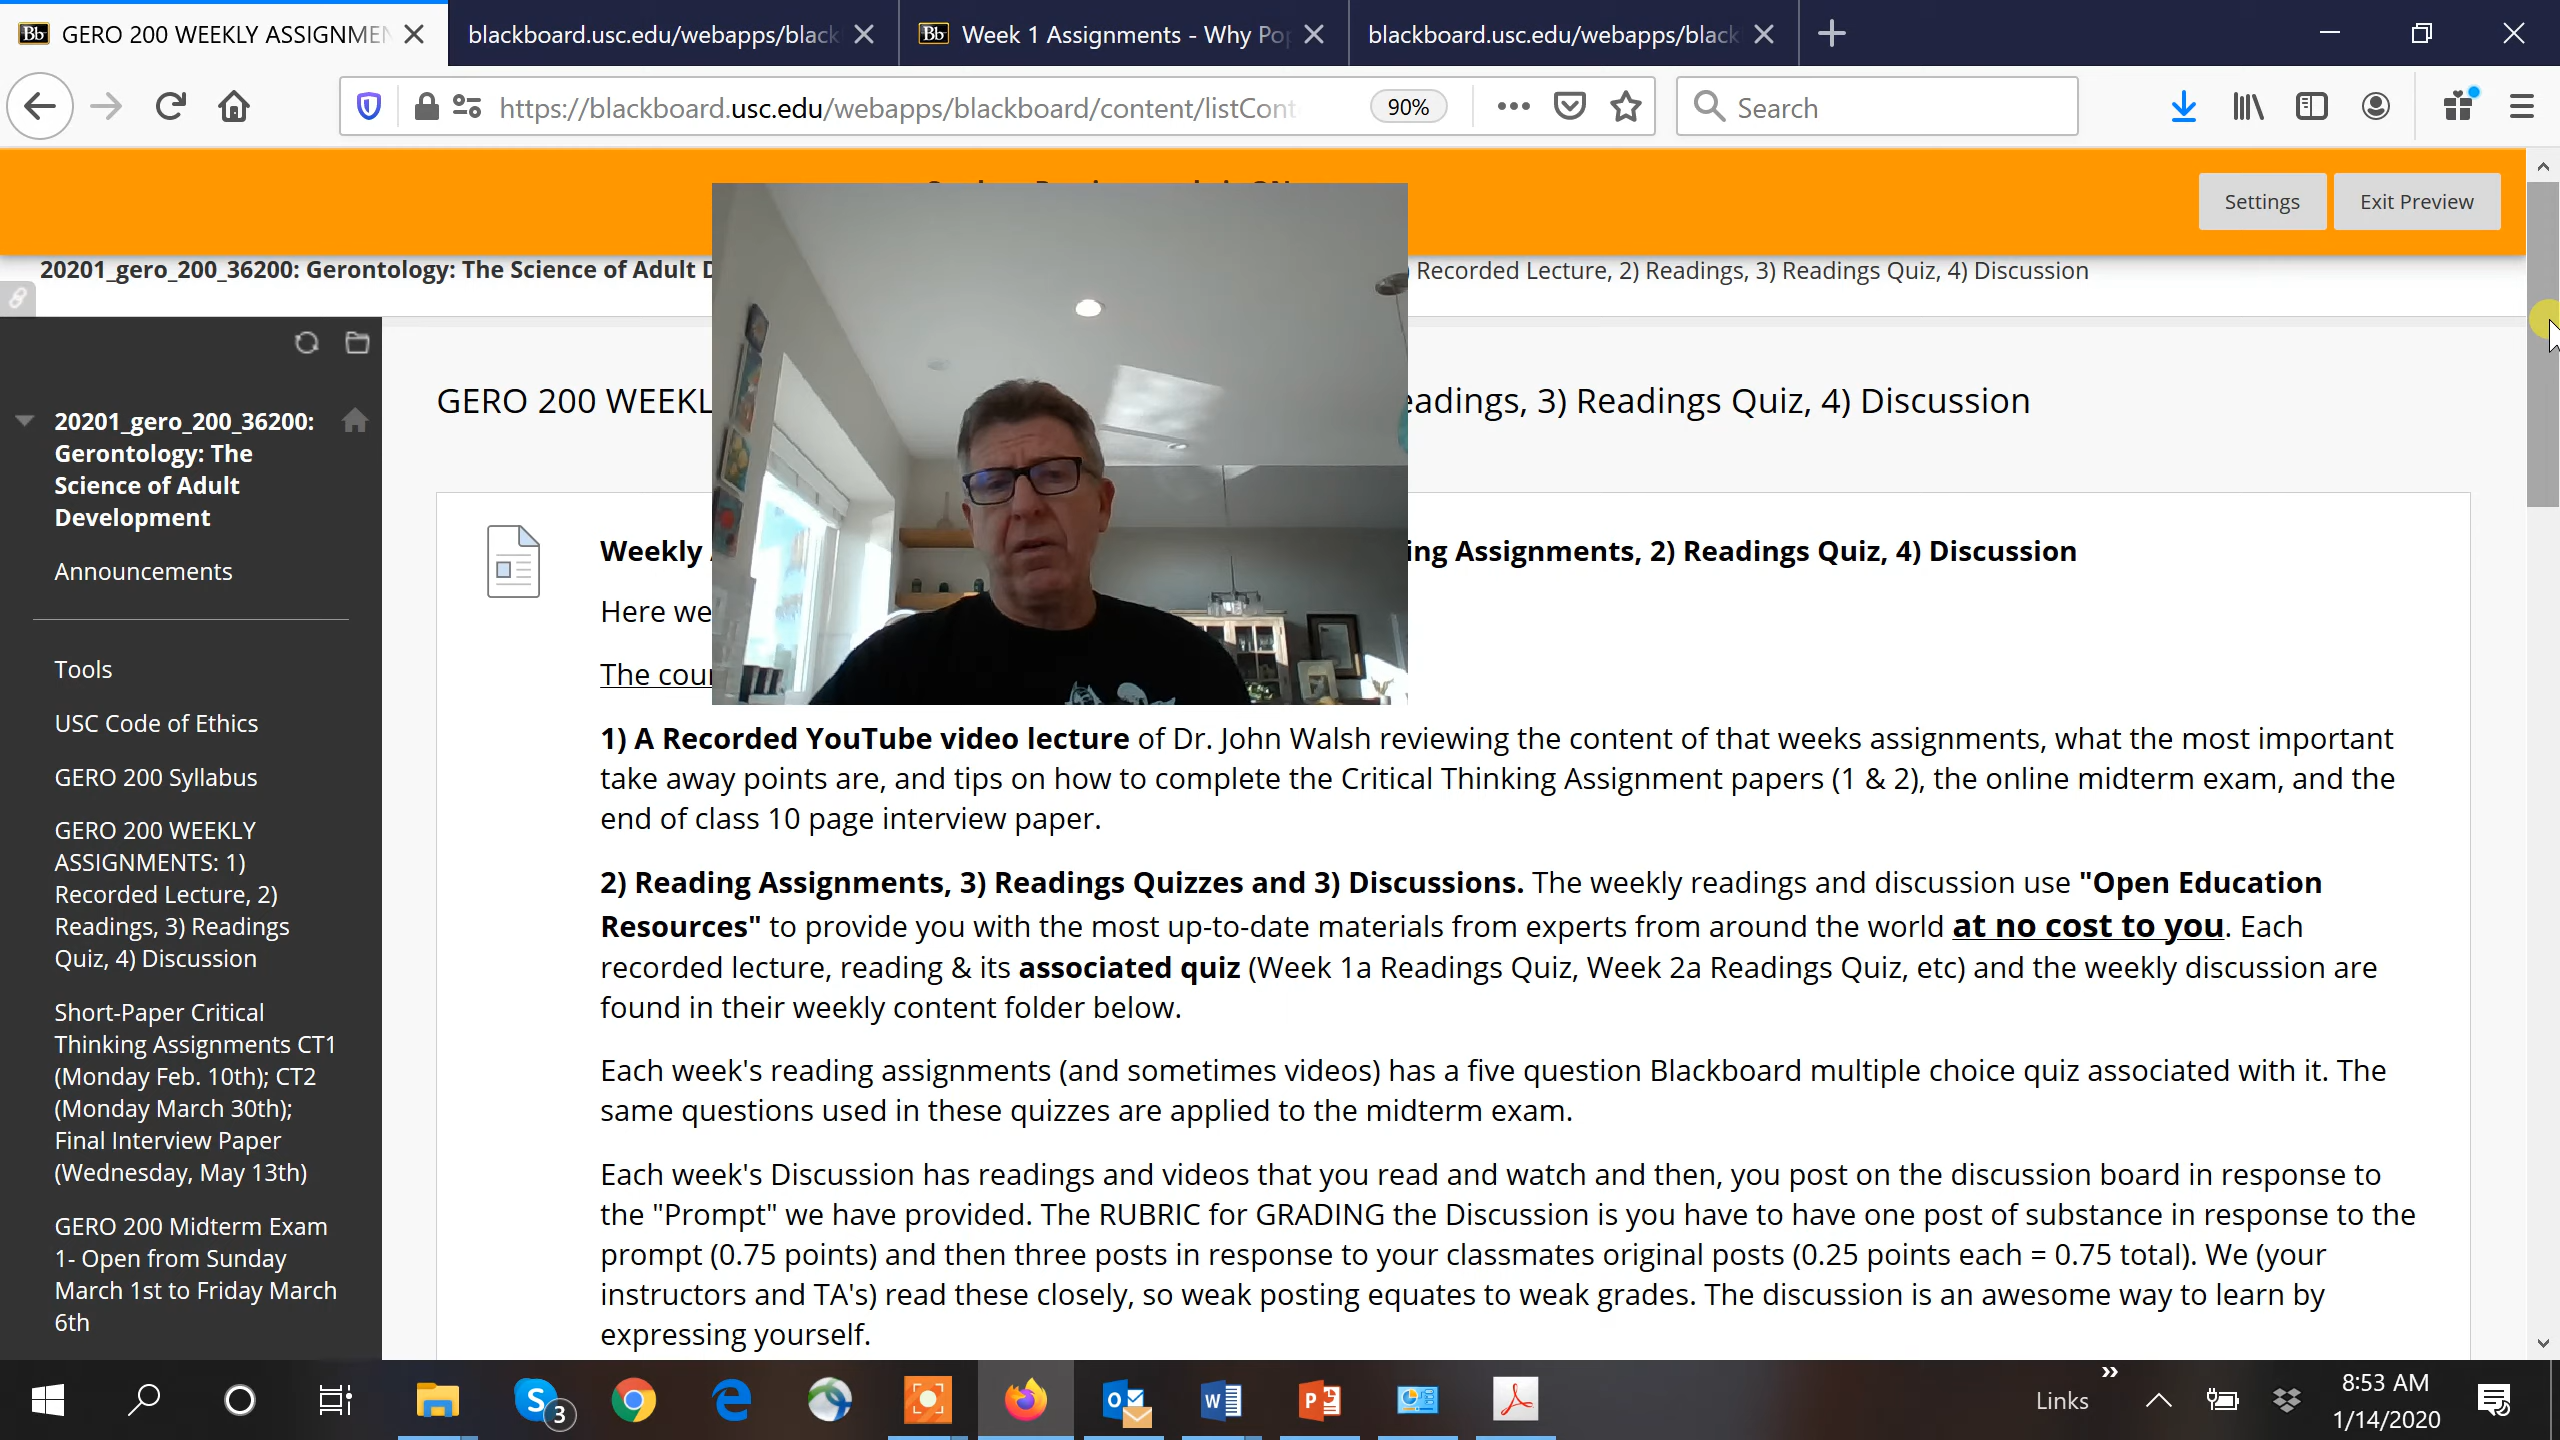 GERO 200 WEEKLY ASSIGNMEN
blackboard.usc.edu/webapps/black
Week 1 Assignments - Why Pop
blackboard.usc.edu/webapps/black
https://blackboard.usc.edu/webapps/blackboard/content/listCont
90%
Search
Settings
Exit Preview
20201_gero_200_36200: Gerontology: The Science of Adult D
Recorded Lecture, 2) Readings, 3) Readings Quiz, 4) Discussion
20201_gero_200_36200:
Gerontology: The
Science of Adult
Development
Announcements
Tools
USC Code of Ethics
GERO 200 Syllabus
GERO 200 WEEKLY
ASSIGNMENTS: 1)
Recorded Lecture, 2)
Readings, 3) Readings
Quiz, 4) Discussion
Short-Paper Critical
Thinking Assignments CT1
(Monday Feb. 10th); CT2
(Monday March 30th);
Final Interview Paper
(Wednesday, May 13th)
GERO 200 Midterm Exam
1- Open from Sunday
March 1st to Friday March
6th
GERO 200 WEEKL
eadings, 3) Readings Quiz, 4) Discussion
Weekly
ing Assignments, 2) Readings Quiz, 4) Discussion
Here we
The cour
1) A Recorded YouTube video lecture of Dr. John Walsh reviewing the content of that weeks assignments, what the most important
take away points are, and tips on how to complete the Critical Thinking Assignment papers (1 & 2), the online midterm exam, and the
end of class 10 page interview paper.
2) Reading Assignments, 3) Readings Quizzes and 3) Discussions. The weekly readings and discussion use "Open Education
Resources" to provide you with the most up-to-date materials from experts from around the world at no cost to you. Each
recorded lecture, reading & its associated quiz (Week 1a Readings Quiz, Week 2a Readings Quiz, etc) and the weekly discussion are
found in their weekly content folder below.
Each week's reading assignments (and sometimes videos) has a five question Blackboard multiple choice quiz associated with it. The
same questions used in these quizzes are applied to the midterm exam.
Each week's Discussion has readings and videos that you read and watch and then, you post on the discussion board in response to
the "Prompt" we have provided. The RUBRIC for GRADING the Discussion is you have to have one post of substance in response to the
prompt (0.75 points) and then three posts in response to your classmates original posts (0.25 points each = 0.75 total). We (your
instructors and TA's) read these closely, so weak posting equates to weak grades. The discussion is an awesome way to learn by
expressing yourself.
3
Links
8:53 AM
1/14/2020